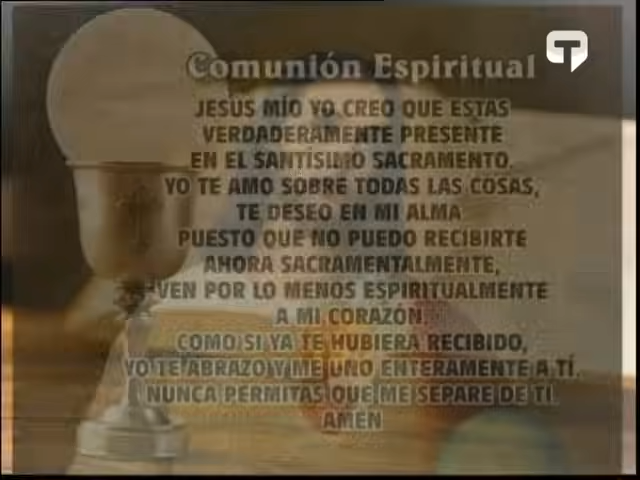 Comunión Espiritual
JESUS MÍO YO CREO QUE ESTAS
VERDADERAMENTE PRESENTE
EN EL SANTÍSIMO SACRAMENTO.
YO TE AMO SOBRE TODAS LAS COSAS,
TE DESEO EN MI ALMA
PUESTO QUE NO PUEDO RECIBIRTE
AHORA SACRAMENTALMENTE,
VEN POR LO MENOS ESPIRITUALMENTE
A MI CORAZÓN
COMO SI YA TE HUBIERA RECIBIDO,
YO TE ABRAZO Y ME UNO ENTERAMENTE A TÍ.
NUNCA PERMITAS QUE ME SEPARE DE TI.
AMEN